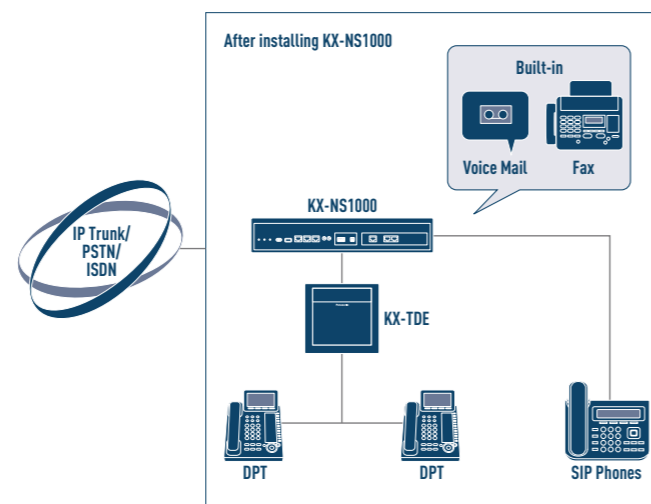 After installing KX-NS1000
Built-in
Voice Mail
Fax
KX-NS1000
IP Trunk/
PSTN/
ISDN
KX-TDE
DPT
DPT
SIP Phones